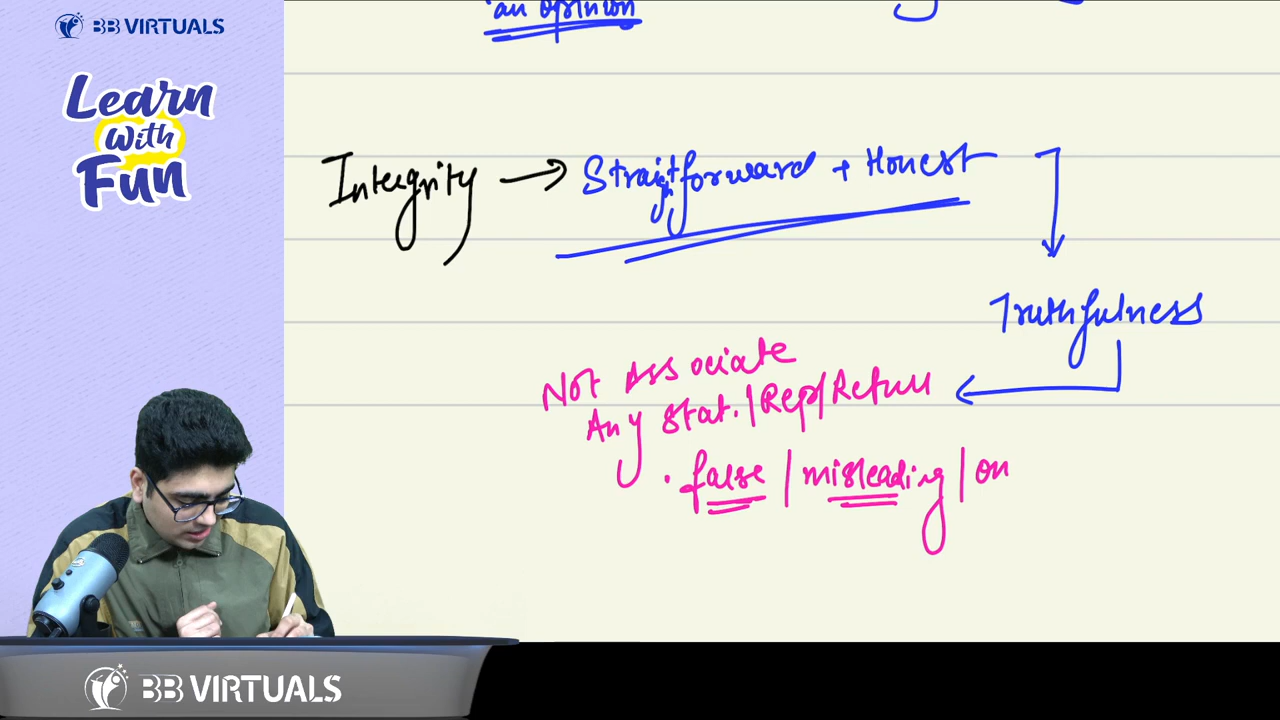 BB VIRTUALS
Learn
With
Fun
an opinion
Integrity → Straightforward + Honest
Truthfulness
Not Associate
Any Stat. / Rep / Return
. false / misleading / om
BB VIRTUALS